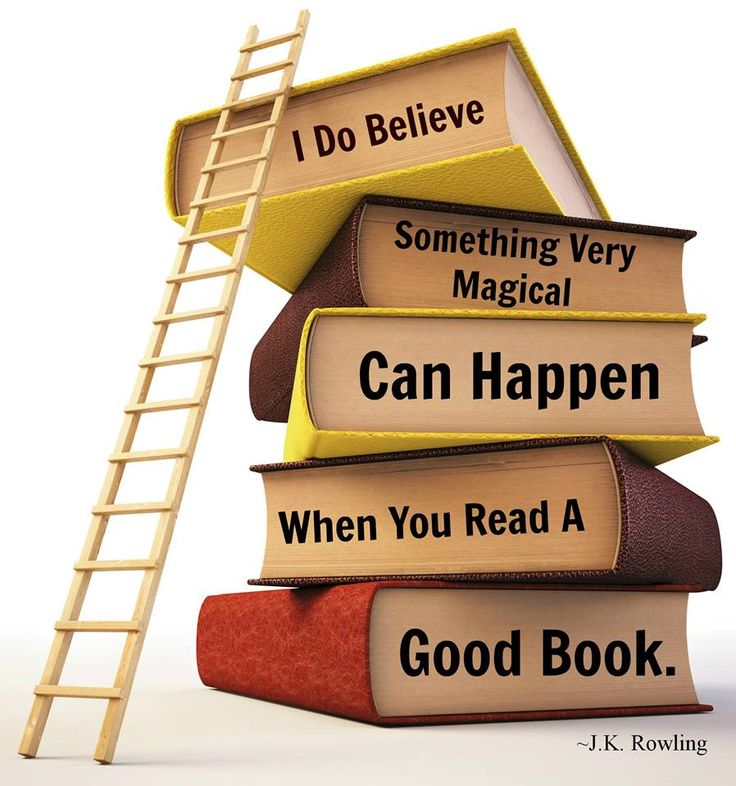 I Do Believe
Something Very
Magical
Can Happen
When You Read A
Good Book.
~J.K. Rowling